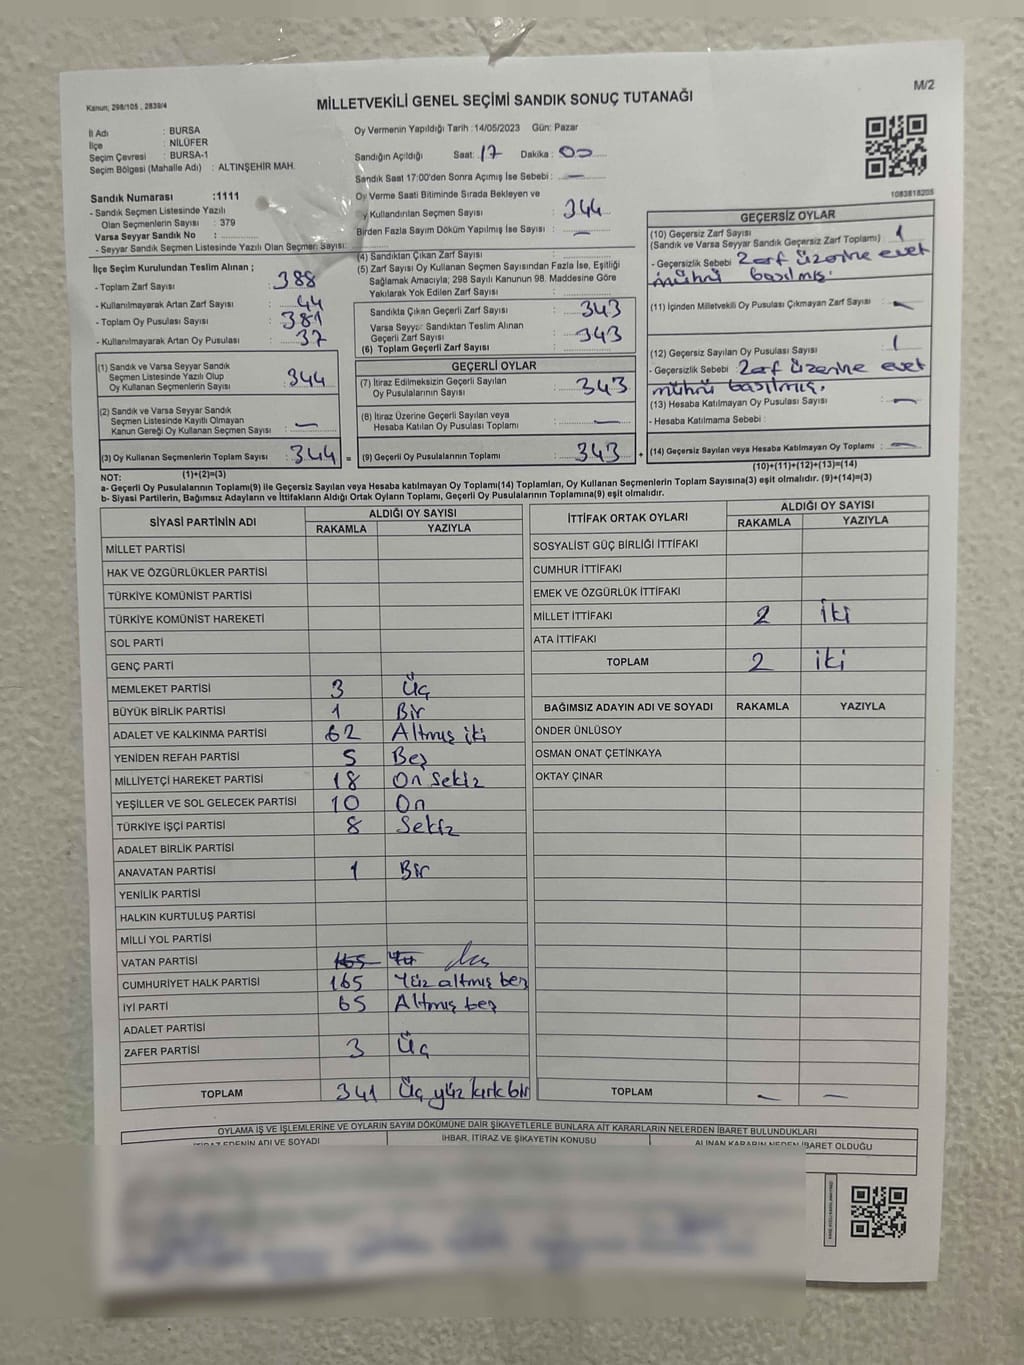 M/2
Kanun; 298/105 , 2839/4
MİLLETVEKİLİ GENEL SEÇİMİ SANDIK SONUÇ TUTANAĞI
İl Adı : BURSA
İlçe : NİLÜFER
Seçim Çevresi : BURSA-1
Seçim Bölgesi (Mahalle Adı) : ALTINŞEHİR MAH.
Sandık Numarası :1111
- Sandık Seçmen Listesinde Yazılı
Olan Seçmenlerin Sayısı : 379
Varsa Seyyar Sandık No :
- Seyyar Sandık Seçmen Listesinde Yazılı Olan Seçmen Sayısı:
Oy Vermenin Yapıldığı Tarih :14/05/2023 Gün: Pazar
Sandığın Açıldığı Saat: 17 Dakika : 00
Sandık Saat 17:00'den Sonra Açımış İse Sebebi : —
Oy Verme Saati Bitiminde Sırada Bekleyen ve
Oy Kullandırılan Seçmen Sayısı : 344
Birden Fazla Sayım Döküm Yapılmış İse Sayısı : —
1083818205
İlçe Seçim Kurulundan Teslim Alınan ;
- Toplam Zarf Sayısı : 388
- Kullanılmayarak Artan Zarf Sayısı : 44
- Toplam Oy Pusulası Sayısı : 381
- Kullanılmayarak Artan Oy Pusulası : 37
(4) Sandıktan Çıkan Zarf Sayısı :
(5) Zarf Sayısı Oy Kullanan Seçmen Sayısından Fazla İse, Eşitliği
Sağlamak Amacıyla; 298 Sayılı Kanunun 98. Maddesine Göre
Yakılarak Yok Edilen Zarf Sayısı :
Sandıkta Çıkan Geçerli Zarf Sayısı : 343
Varsa Seyyar Sandıktan Teslim Alınan
Geçerli Zarf Sayısı : 343
(6) Toplam Geçerli Zarf Sayısı :
GEÇERSİZ OYLAR
(10) Geçersiz Zarf Sayısı
(Sandık ve Varsa Seyyar Sandık Geçersiz Zarf Toplamı) : 1
- Geçersizlik Sebebi Zarf üzerine evet
mührü basılmış.
(11) İçinden Milletvekili Oy Pusulası Çıkmayan Zarf Sayısı : —
(12) Geçersiz Sayılan Oy Pusulası Sayısı : 1
- Geçersizlik Sebebi : Zarf üzerine evet
mührü basılmış.
(13) Hesaba Katılmayan Oy Pusulası Sayısı : —
- Hesaba Katılmama Sebebi :
(14) Geçersiz Sayılan veya Hesaba Katılmayan Oy Toplamı : —
(10)+(11)+(12)+(13)=(14)
(1) Sandık ve Varsa Seyyar Sandık
Seçmen Listesinde Yazılı Olup
Oy Kullanan Seçmenlerin Sayısı : 344
(2) Sandık ve Varsa Seyyar Sandık
Seçmen Listesinde Kayıtlı Olmayan
Kanun Gereği Oy Kullanan Seçmen Sayısı : —
(3) Oy Kullanan Seçmenlerin Toplam Sayısı : 344 =
(1)+(2)=(3)
GEÇERLİ OYLAR
(7) İtiraz Edilmeksizin Geçerli Sayılan
Oy Pusulalarının Sayısı : 343
(8) İtiraz Üzerine Geçerli Sayılan veya
Hesaba Katılan Oy Pusulası Toplamı : —
(9) Geçerli Oy Pusulalarının Toplamı : 343 +
NOT:
a- Geçerli Oy Pusulalarının Toplamı(9) ile Geçersiz Sayılan veya Hesaba katılmayan Oy Toplamı(14) Toplamları, Oy Kullanan Seçmenlerin Toplam Sayısına(3) eşit olmalıdır. (9)+(14)=(3)
b- Siyasi Partilerin, Bağımsız Adayların ve İttifakların Aldığı Ortak Oyların Toplamı, Geçerli Oy Pusulalarının Toplamına(9) eşit olmalıdır.
SİYASİ PARTİNİN ADI ALDIĞI OY SAYISI
RAKAMLA YAZIYLA
MİLLET PARTİSİ
HAK VE ÖZGÜRLÜKLER PARTİSİ
TÜRKİYE KOMÜNİST PARTİSİ
TÜRKİYE KOMÜNİST HAREKETİ
SOL PARTİ
GENÇ PARTİ
MEMLEKET PARTİSİ 3 Üç
BÜYÜK BİRLİK PARTİSİ 1 Bir
ADALET VE KALKINMA PARTİSİ 62 Altmış iki
YENİDEN REFAH PARTİSİ 5 Beş
MİLLİYETÇİ HAREKET PARTİSİ 18 On Sekiz
YEŞİLLER VE SOL GELECEK PARTİSİ 10 On
TÜRKİYE İŞÇİ PARTİSİ 8 Sekiz
ADALET BİRLİK PARTİSİ
ANAVATAN PARTİSİ 1 Bir
YENİLİK PARTİSİ
HALKIN KURTULUŞ PARTİSİ
MİLLİ YOL PARTİSİ
VATAN PARTİSİ 165
CUMHURİYET HALK PARTİSİ 165 Yüz altmış beş
İYİ PARTİ 65 Altmış beş
ADALET PARTİSİ
ZAFER PARTİSİ 3 Üç
TOPLAM 341 Üç yüz kırk bir
İTTİFAK ORTAK OYLARI ALDIĞI OY SAYISI
RAKAMLA YAZIYLA
SOSYALİST GÜÇ BİRLİĞİ İTTİFAKI
CUMHUR İTTİFAKI
EMEK VE ÖZGÜRLÜK İTTİFAKI
MİLLET İTTİFAKI 2 İki
ATA İTTİFAKI
TOPLAM 2 iki
BAĞIMSIZ ADAYIN ADI VE SOYADI RAKAMLA YAZIYLA
ÖNDER ÜNLÜSOY
OSMAN ONAT ÇETİNKAYA
OKTAY ÇINAR
TOPLAM — —
OYLAMA İŞ VE İŞLEMLERİNE VE OYLARIN SAYIM DÖKÜMÜNE DAİR ŞİKAYETLERLE BUNLARA AİT KARARLARIN NELERDEN İBARET BULUNDUKLARI
İTİRAZ EDENİN ADI VE SOYADI İHBAR, İTİRAZ VE ŞİKAYETİN KONUSU ALINAN KARARIN NEDEN İBARET OLDUĞU